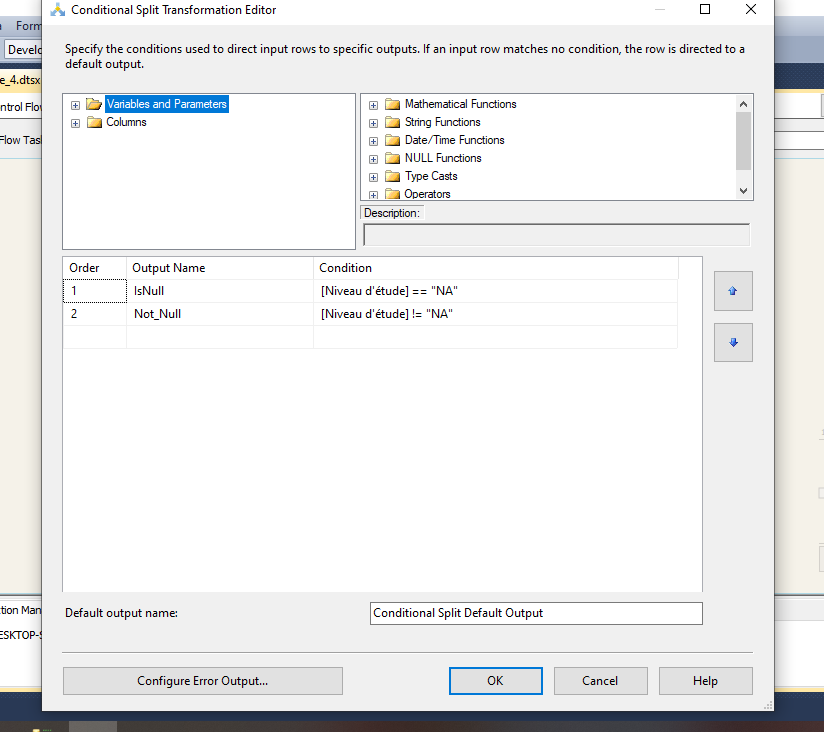 Conditional Split Transformation Editor
Form
Specify the conditions used to direct input rows to specific outputs. If an input row matches no condition, the row is directed to a
default output.
Develo
e_4.dtsx
ntrol Flow
Flow Task
Variables and Parameters
Columns
Mathematical Functions
String Functions
Date/Time Functions
NULL Functions
Type Casts
Operators
Description:
Order Output Name Condition
1 IsNull [Niveau d'étude] == "NA"
2 Not_Null [Niveau d'étude] != "NA"
Default output name: Conditional Split Default Output
ction Man
ESKTOP-S
Configure Error Output... OK Cancel Help